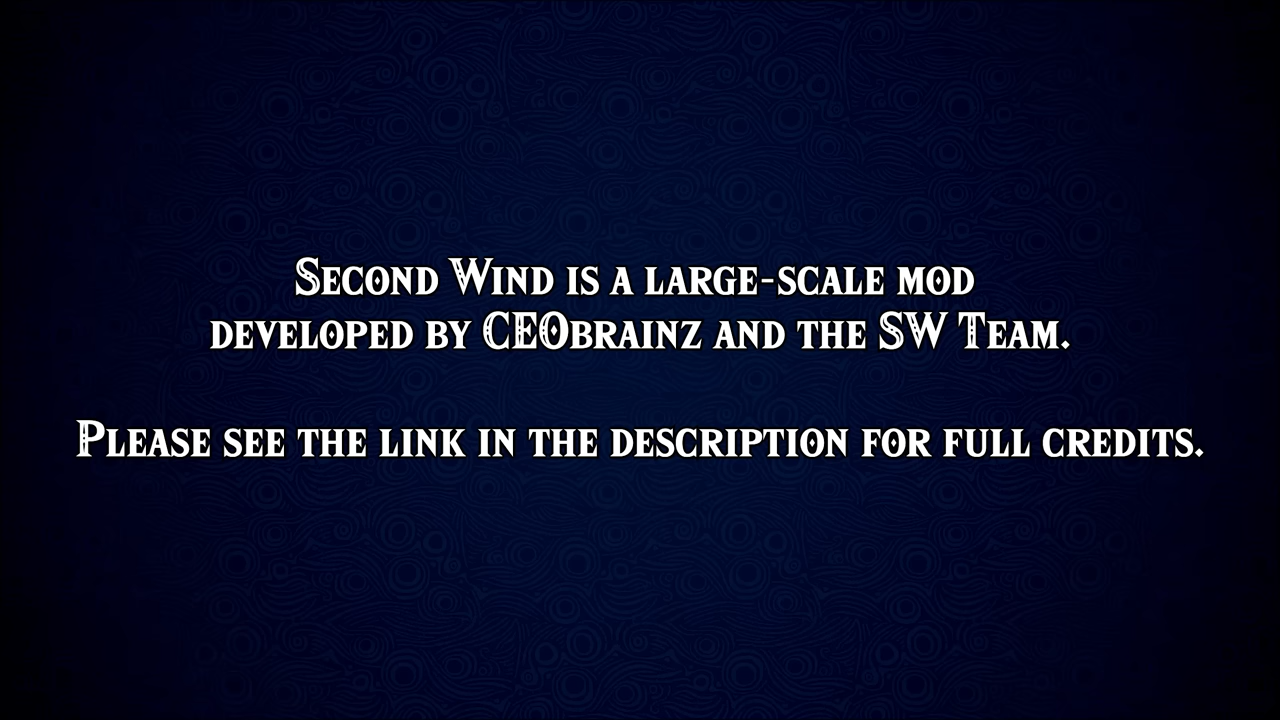 Second Wind is a large-scale mod
developed by CEObrainz and the SW Team.
Please see the link in the description for full credits.